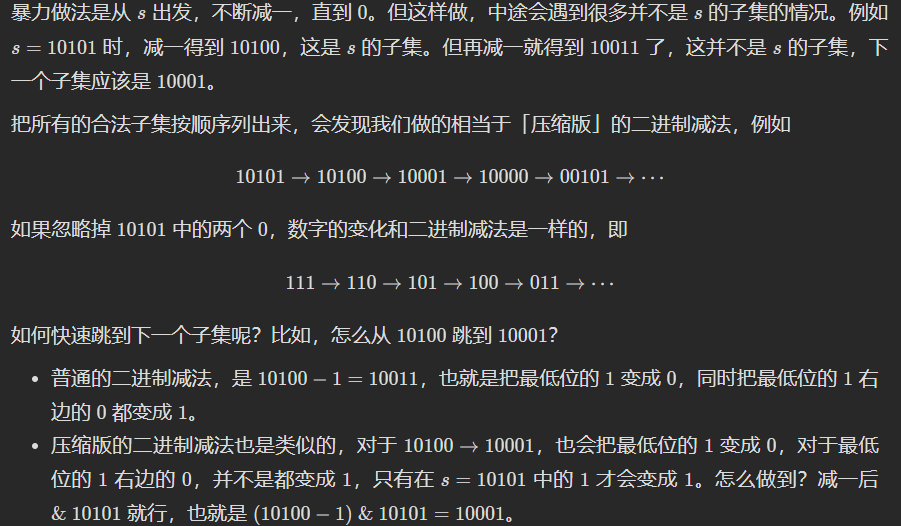 暴力做法是从 s 出发，不断减一，直到 0。但这样做，中途会遇到很多并不是 s 的子集的情况。例如
s = 10101 时，减一得到 10100，这是 s 的子集。但再减一就得到 10011 了，这并不是 s 的子集，下
一个子集应该是 10001。
把所有的合法子集按顺序列出来，会发现我们做的相当于「压缩版」的二进制减法，例如
10101 → 10100 → 10001 → 10000 → 00101 → ⋯
如果忽略掉 10101 中的两个 0，数字的变化和二进制减法是一样的，即
111 → 110 → 101 → 100 → 011 → ⋯
如何快速跳到下一个子集呢？比如，怎么从 10100 跳到 10001？
• 普通的二进制减法，是 10100 − 1 = 10011，也就是把最低位的 1 变成 0，同时把最低位的 1 右
边的 0 都变成 1。
• 压缩版的二进制减法也是类似的，对于 10100 → 10001，也会把最低位的 1 变成 0，对于最低
位的 1 右边的 0，并不是都变成 1，只有在 s = 10101 中的 1 才会变成 1。怎么做到？减一后
& 10101 就行，也就是 (10100 − 1) & 10101 = 10001。